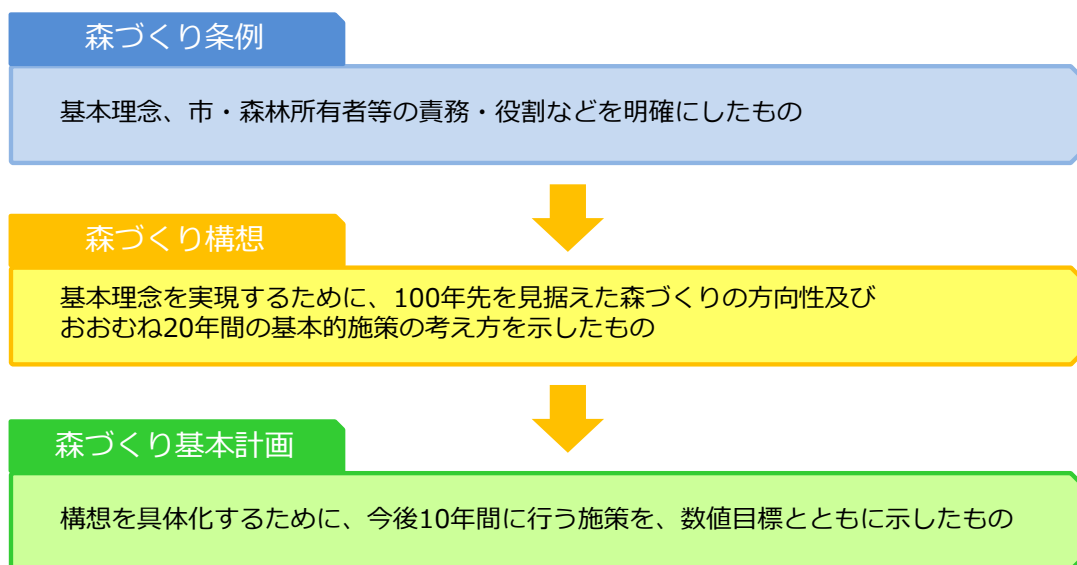 森づくり条例
基本理念、市・森林所有者等の責務・役割などを明確にしたもの
森づくり構想
基本理念を実現するために、100年先を見据えた森づくりの方向性及び
おおむね20年間の基本的施策の考え方を示したもの
森づくり基本計画
構想を具体化するために、今後10年間に行う施策を、数値目標とともに示したもの